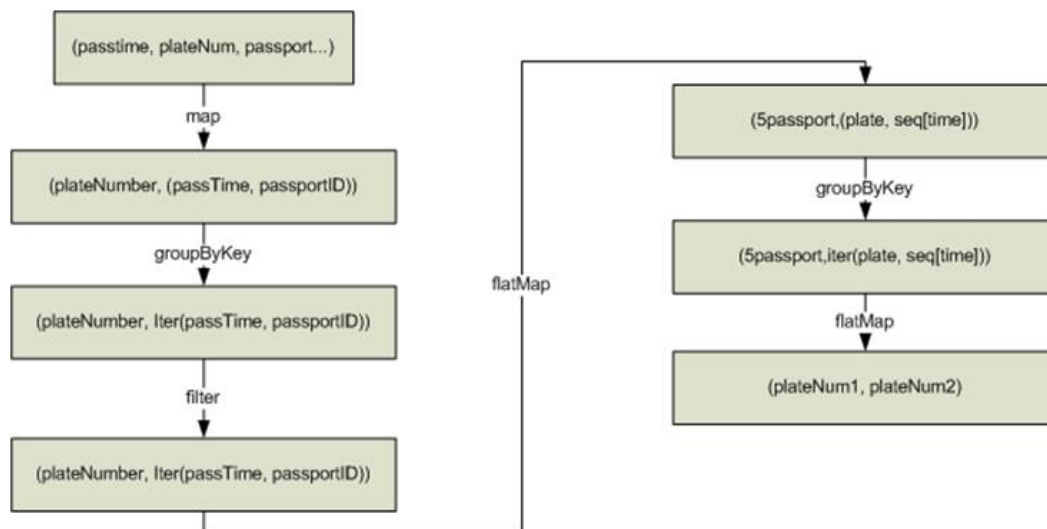 (passtime, plateNum, passport...)
map
(plateNumber, (passTime, passportID))
groupByKey
(plateNumber, Iter(passTime, passportID))
filter
(plateNumber, Iter(passTime, passportID))
flatMap
(5passport,(plate, seq[time]))
groupByKey
(5passport,iter(plate, seq[time]))
flatMap
(plateNum1, plateNum2)